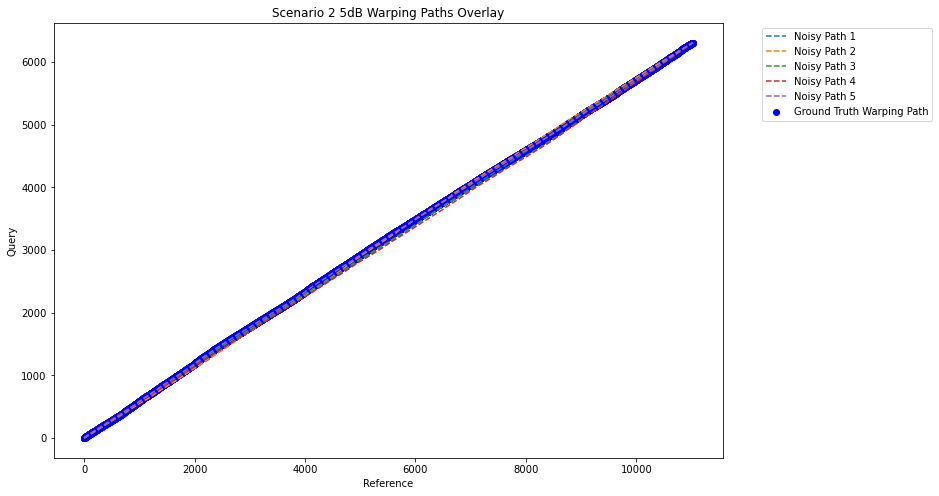 Scenario 2 5dB Warping Paths Overlay
Noisy Path 1
Noisy Path 2
Noisy Path 3
Noisy Path 4
Noisy Path 5
Ground Truth Warping Path
6000
5000
4000
3000
2000
1000
0
Query
0 2000 4000 6000 8000 10000
Reference